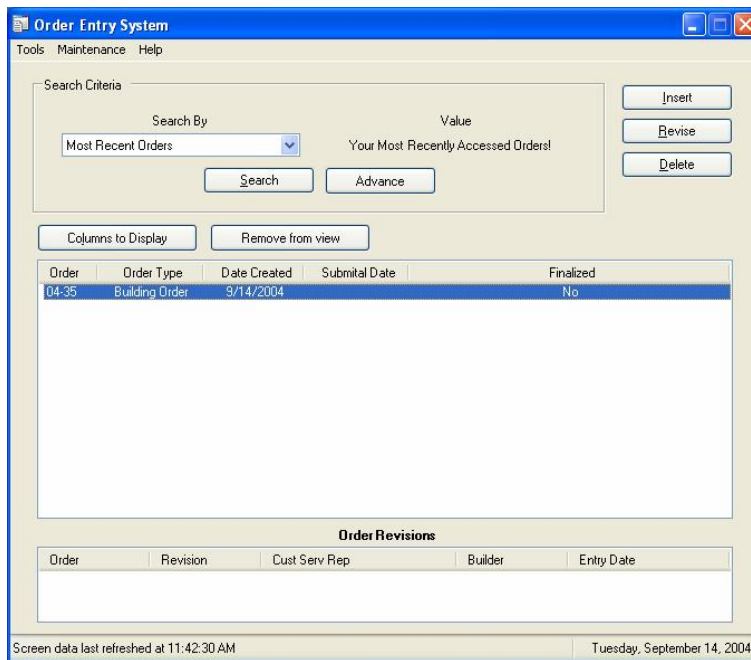 Order Entry System
Tools Maintenance Help
Search Criteria
Search By Value
Most Recent Orders Your Most Recently Accessed Orders!
Search Advance
Insert
Revise
Delete
Columns to Display Remove from view
Order Order Type Date Created Submital Date Finalized
04-35 Building Order 9/14/2004 No
Order Revisions
Order Revision Cust Serv Rep Builder Entry Date
Screen data last refreshed at 11:42:30 AM Tuesday, September 14, 2004